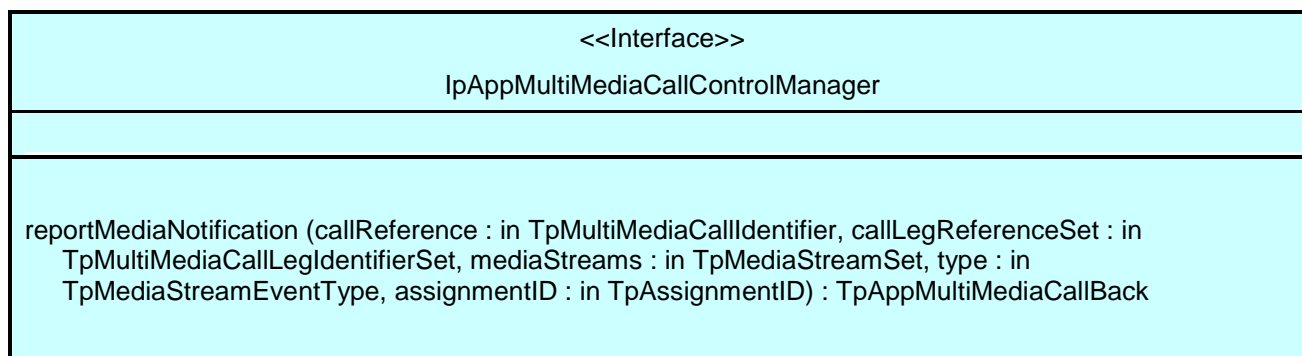 <<Interface>>
IpAppMultiMediaCallControlManager
reportMediaNotification (callReference : in TpMultiMediaCallIdentifier, callLegReferenceSet : in
TpMultiMediaCallLegIdentifierSet, mediaStreams : in TpMediaStreamSet, type : in
TpMediaStreamEventType, assignmentID : in TpAssignmentID) : TpAppMultiMediaCallBack